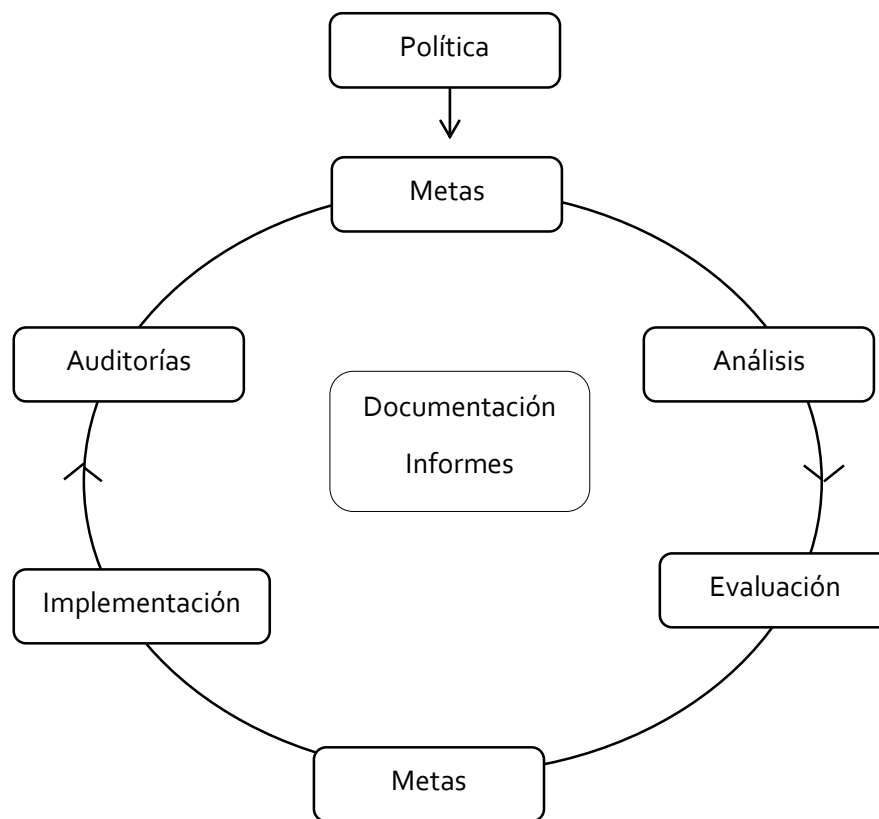 Política
Metas
Auditorías
Análisis
Documentación
Informes
Implementación
Evaluación
Metas